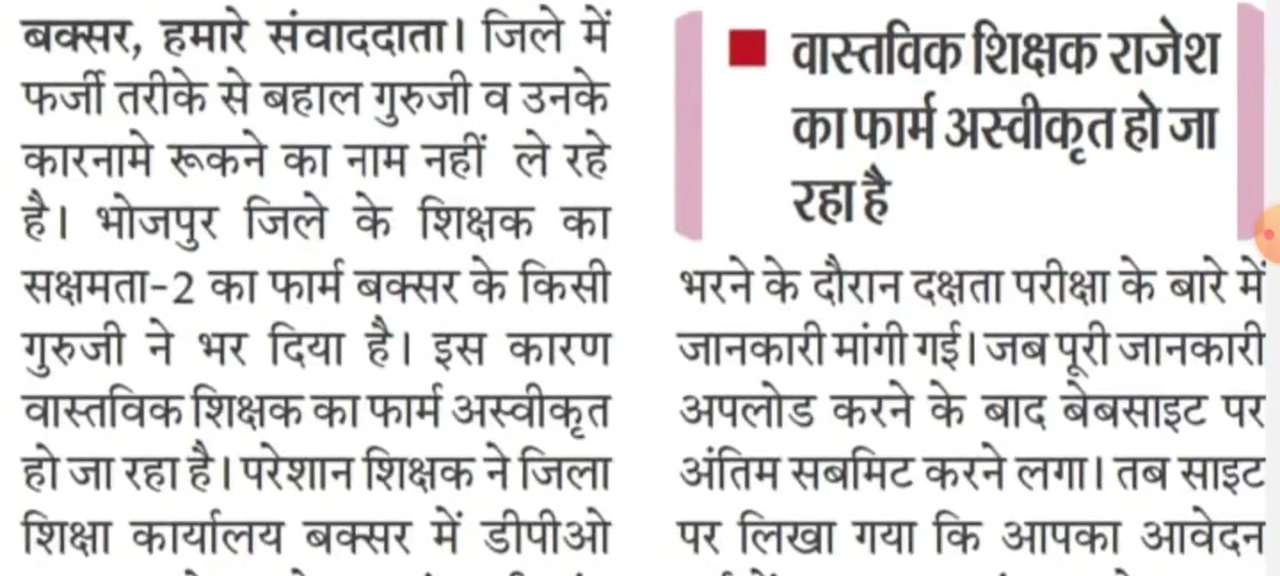 बक्सर, हमारे संवाददाता। जिले में
फर्जी तरीके से बहाल गुरुजी व उनके
कारनामे रूकने का नाम नहीं ले रहे
है। भोजपुर जिले के शिक्षक का
सक्षमता-2 का फार्म बक्सर के किसी
गुरुजी ने भर दिया है। इस कारण
वास्तविक शिक्षक का फार्म अस्वीकृत
हो जा रहा है। परेशान शिक्षक ने जिला
शिक्षा कार्यालय बक्सर में डीपीओ
वास्तविक शिक्षक राजेश
का फार्म अस्वीकृत हो जा
रहा है
भरने के दौरान दक्षता परीक्षा के बारे में
जानकारी मांगी गई। जब पूरी जानकारी
अपलोड करने के बाद बेबसाइट पर
अंतिम सबमिट करने लगा। तब साइट
पर लिखा गया कि आपका आवेदन